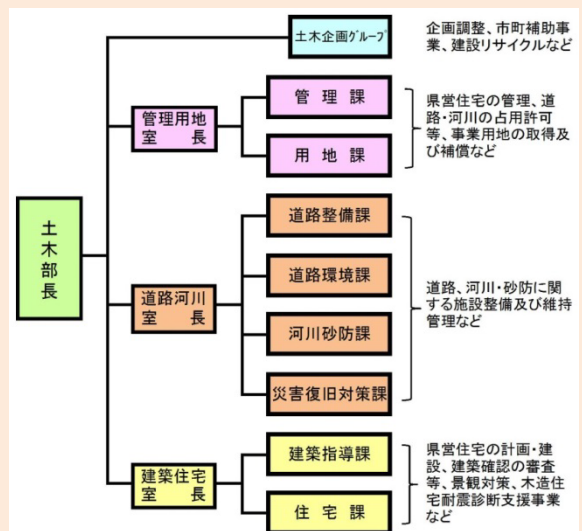 土木部長
土木企画グループ
企画調整、市町補助事
業、建設リサイクルなど
管理用地
室　長
管　理　課
用　地　課
県営住宅の管理、道
路・河川の占用許可
等、事業用地の取得及
び補償など
道路河川
室　長
道路整備課
道路環境課
河川砂防課
災害復旧対策課
道路、河川・砂防に関
する施設整備及び維持
管理など
建築住宅
室　長
建築指導課
住　宅　課
県営住宅の計画・建
設、建築確認の審査
等、景観対策、木造住
宅耐震診断支援事業
など